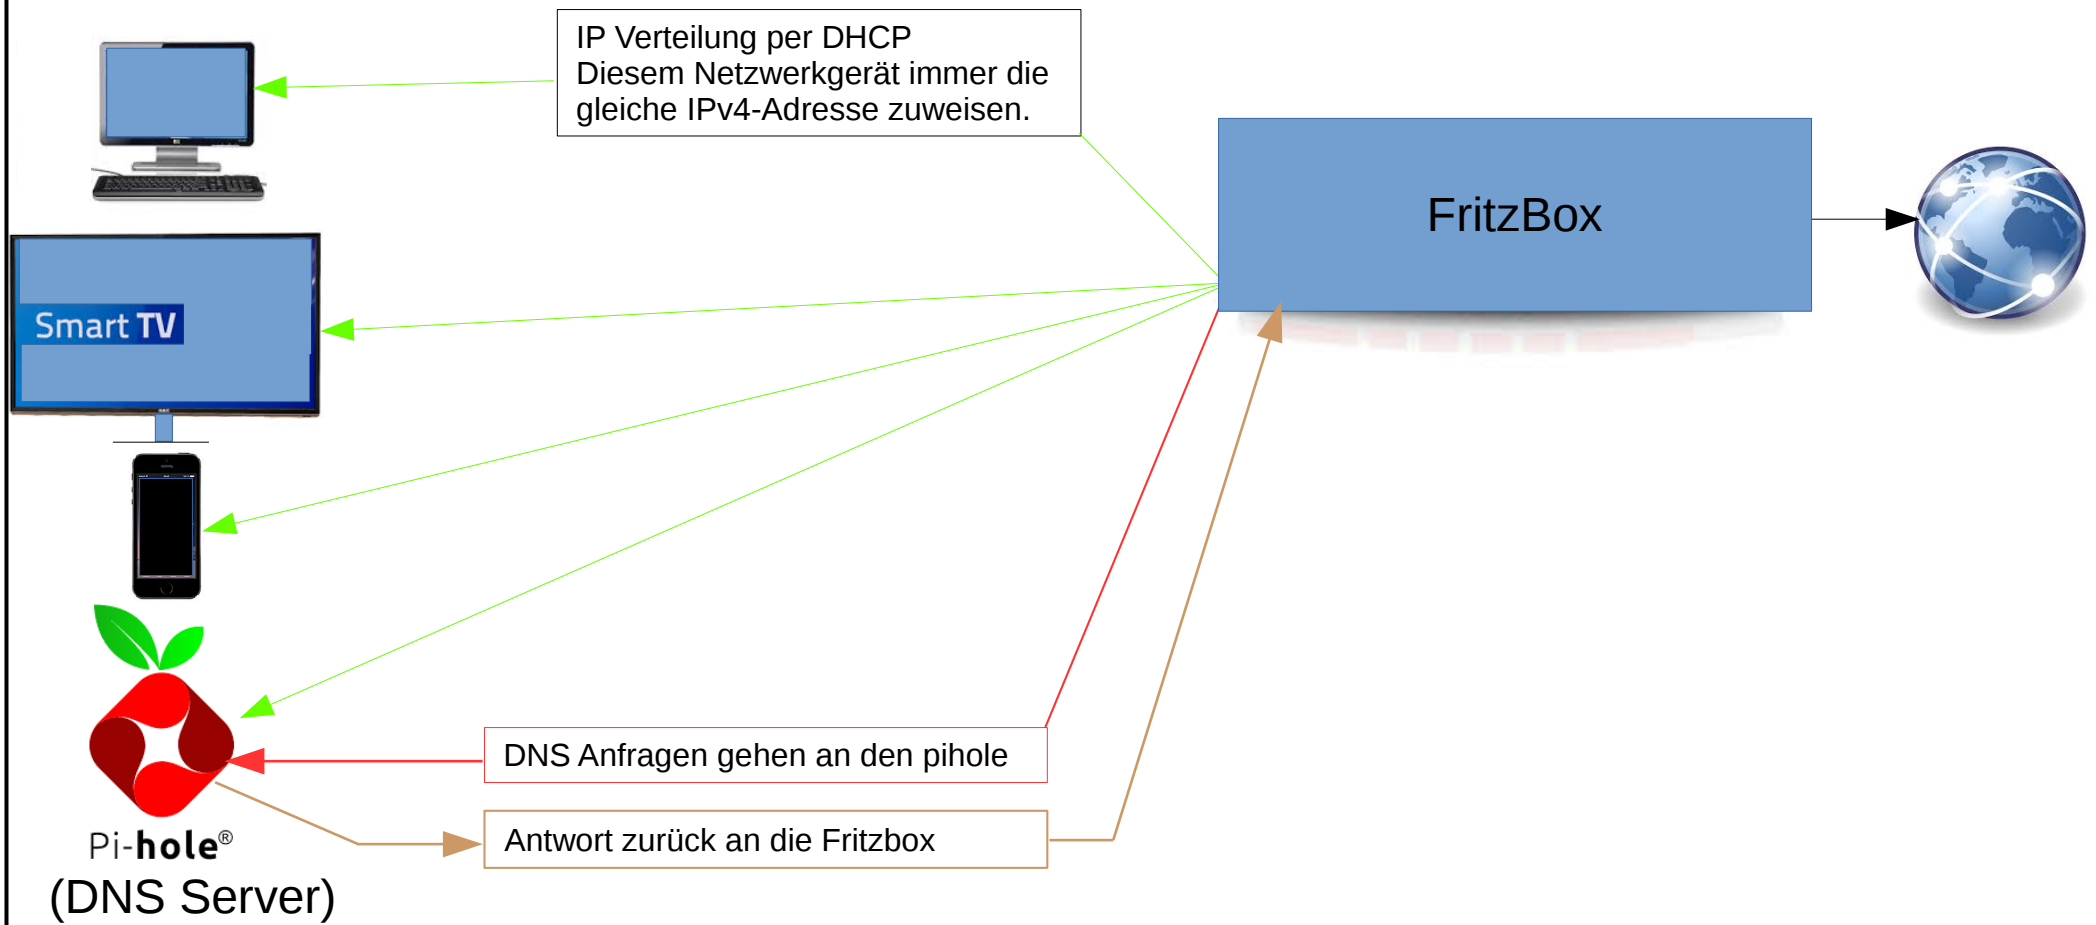 IP Verteilung per DHCP
Diesem Netzwerkgerät immer die
gleiche IPv4-Adresse zuweisen.
FritzBox
Smart TV
DNS Anfragen gehen an den pihole
Antwort zurück an die Fritzbox
Pi-hole®
(DNS Server)